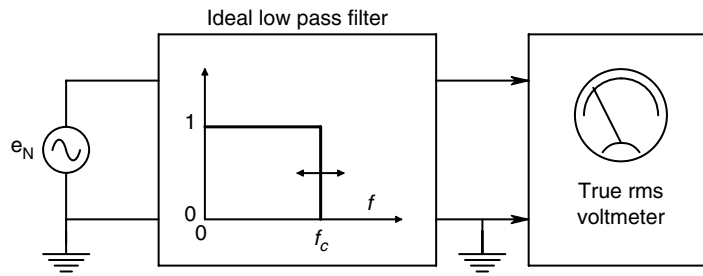 Ideal low pass filter
1
e_N
0
f
0
f_c
True rms
voltmeter